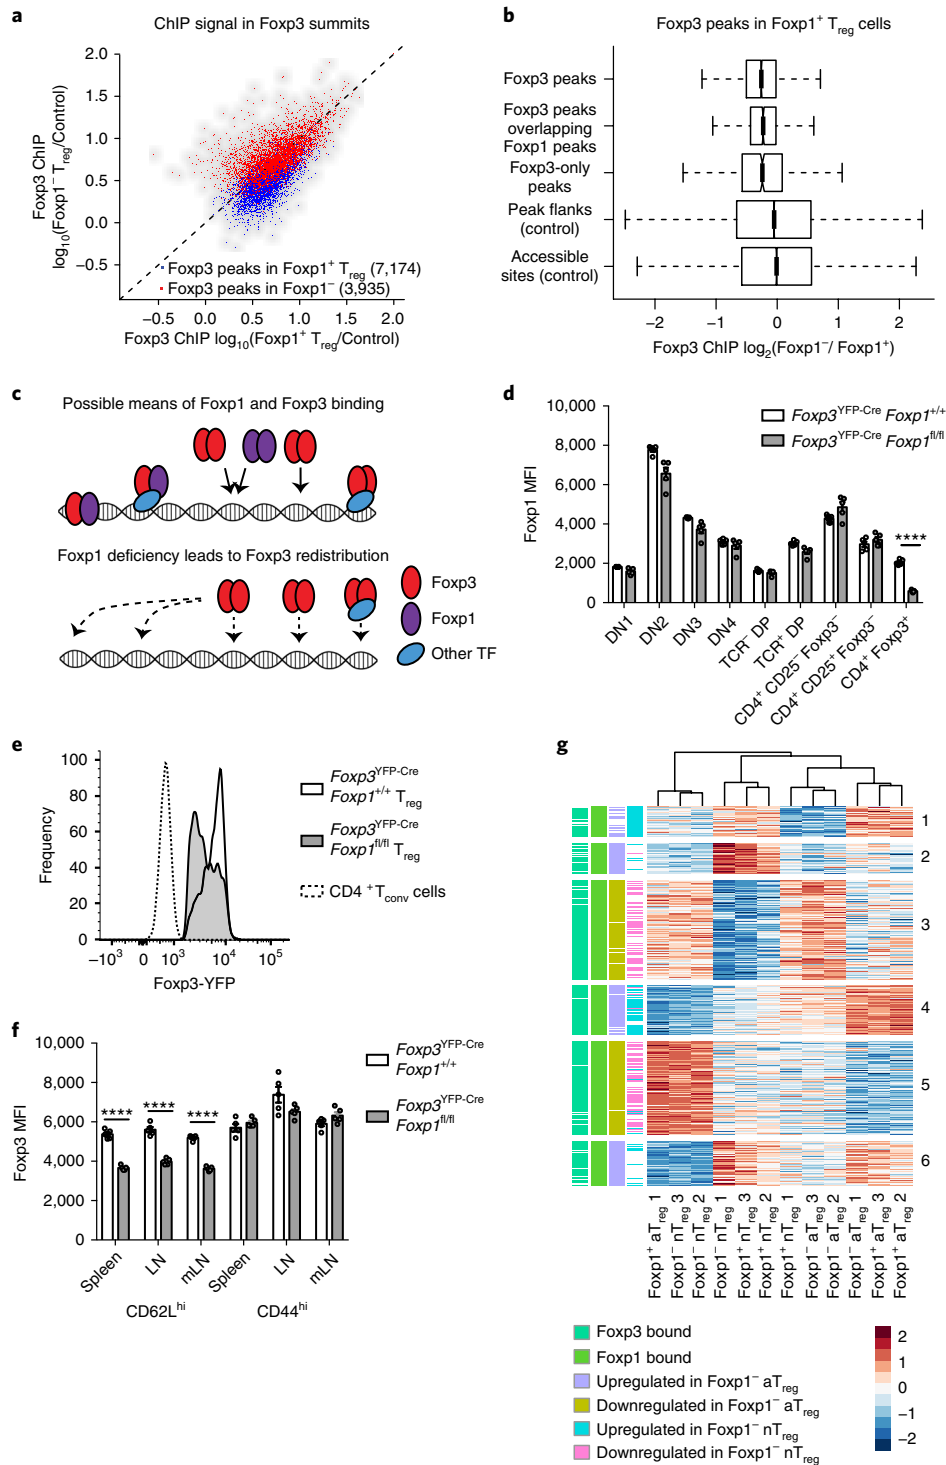 a
ChIP signal in Foxp3 summits
2.0
1.5
1.0
0.5
0.0
−0.5
Foxp3 ChIP
log10(Foxp1− Treg/Control)
Foxp3 peaks in Foxp1+ Treg (7,174)
Foxp3 peaks in Foxp1− (3,935)
−0.5 0.0 0.5 1.0 1.5 2.0
Foxp3 ChIP log10(Foxp1+ Treg/Control)
b
Foxp3 peaks in Foxp1+ Treg cells
Foxp3 peaks
Foxp3 peaks
overlapping
Foxp1 peaks
Foxp3-only
peaks
Peak flanks
(control)
Accessible
sites (control)
−2 −1 0 1 2
Foxp3 ChIP log2(Foxp1−/ Foxp1+)
c
Possible means of Foxp1 and Foxp3 binding
Foxp1 deficiency leads to Foxp3 redistribution
Foxp3
Foxp1
Other TF
d
10,000
8,000
6,000
4,000
2,000
0
Foxp1 MFI
Foxp3YFP-Cre Foxp1+/+
Foxp3YFP-Cre Foxp1fl/fl
****
DN1
DN2
DN3
DN4
TCR− DP
TCR+ DP
CD4+ CD25− Foxp3−
CD4+ CD25+ Foxp3−
CD4+ Foxp3+
e
100
80
60
40
20
0
Frequency
−10³ 0 10³ 10⁴ 10⁵
Foxp3-YFP
Foxp3YFP-Cre
Foxp1+/+ Treg
Foxp3YFP-Cre
Foxp1fl/fl Treg
CD4 +Tconv cells
f
10,000
8,000
6,000
4,000
2,000
0
Foxp3 MFI
Foxp3YFP-Cre
Foxp1+/+
Foxp3YFP-Cre
Foxp1fl/fl
**** **** ****
Spleen
LN
mLN
Spleen
LN
mLN
CD62Lhi
CD44hi
g
1
2
3
4
5
6
Foxp1+ aTreg 1
Foxp1− nTreg 3
Foxp1− nTreg 2
Foxp1− nTreg 1
Foxp1+ nTreg 3
Foxp1+ nTreg 2
Foxp1+ nTreg 1
Foxp1− aTreg 3
Foxp1− aTreg 2
Foxp1− aTreg 1
Foxp1+ aTreg 3
Foxp1+ aTreg 2
Foxp3 bound
Foxp1 bound
Upregulated in Foxp1− aTreg
Downregulated in Foxp1− aTreg
Upregulated in Foxp1− nTreg
Downregulated in Foxp1− nTreg
2
1
0
−1
−2